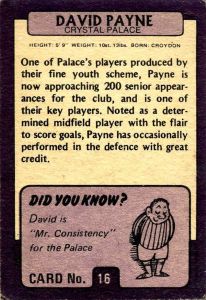 DAVID PAYNE
CRYSTAL PALACE
HEIGHT: 5' 9" WEIGHT: 10st. 13lbs. BORN: CROYDON
One of Palace's players produced by
their fine youth scheme, Payne is
now approaching 200 senior appear-
ances for the club, and is one of
their key players. Noted as a deter-
mined midfield player with the flair
to score goals, Payne has occasionally
performed in the defence with great
credit.
DID YOU KNOW?
David is
"Mr. Consistency"
for the Palace
CARD No. 16